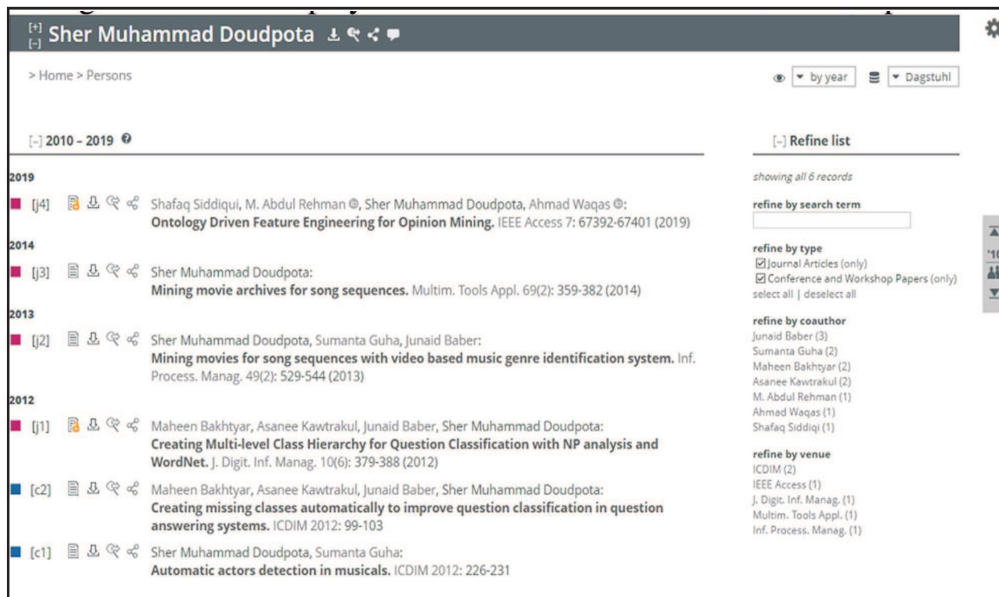 [+]
[-] Sher Muhammad Doudpota
> Home > Persons
by year
Dagstuhl
[-] 2010 – 2019 ?
2019
[j4] Shafaq Siddiqui, M. Abdul Rehman, Sher Muhammad Doudpota, Ahmad Waqas:
Ontology Driven Feature Engineering for Opinion Mining. IEEE Access 7: 67392-67401 (2019)
2014
[j3] Sher Muhammad Doudpota:
Mining movie archives for song sequences. Multim. Tools Appl. 69(2): 359-382 (2014)
2013
[j2] Sher Muhammad Doudpota, Sumanta Guha, Junaid Baber:
Mining movies for song sequences with video based music genre identification system. Inf.
Process. Manag. 49(2): 529-544 (2013)
2012
[j1] Maheen Bakhtyar, Asanee Kawtrakul, Junaid Baber, Sher Muhammad Doudpota:
Creating Multi-level Class Hierarchy for Question Classification with NP analysis and
WordNet. J. Digit. Inf. Manag. 10(6): 379-388 (2012)
[c2] Maheen Bakhtyar, Asanee Kawtrakul, Junaid Baber, Sher Muhammad Doudpota:
Creating missing classes automatically to improve question classification in question
answering systems. ICDIM 2012: 99-103
[c1] Sher Muhammad Doudpota, Sumanta Guha:
Automatic actors detection in musicals. ICDIM 2012: 226-231
[-] Refine list
showing all 6 records
refine by search term
refine by type
Journal Articles (only)
Conference and Workshop Papers (only)
select all | deselect all
refine by coauthor
Junaid Baber (3)
Sumanta Guha (2)
Maheen Bakhtyar (2)
Asanee Kawtrakul (2)
M. Abdul Rehman (1)
Ahmad Waqas (1)
Shafaq Siddiqi (1)
refine by venue
ICDIM (2)
IEEE Access (1)
J. Digit. Inf. Manag. (1)
Multim. Tools Appl. (1)
Inf. Process. Manag. (1)
'10